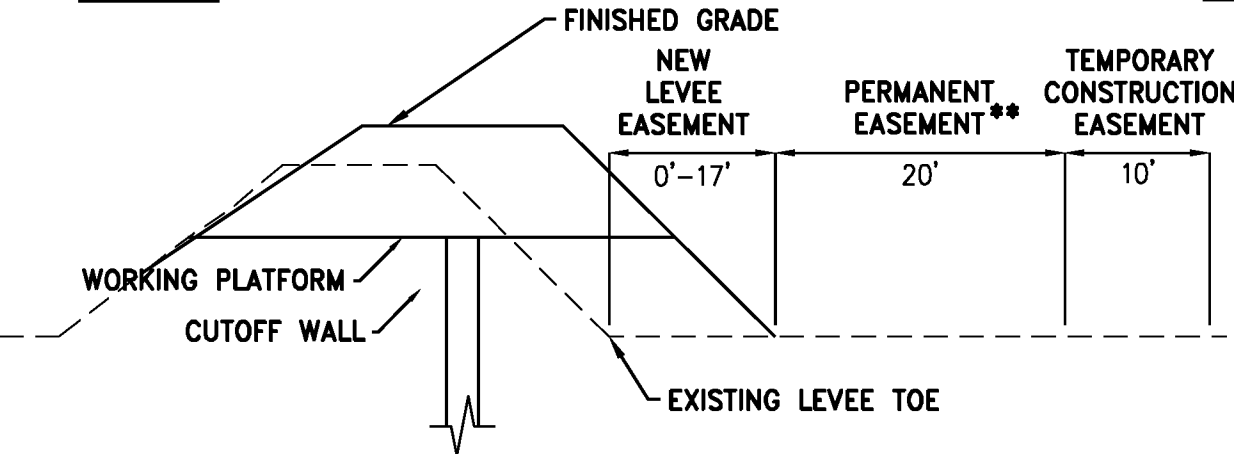 FINISHED GRADE
NEW
LEVEE
EASEMENT
PERMANENT
EASEMENT**
TEMPORARY
CONSTRUCTION
EASEMENT
0'-17'
20'
10'
WORKING PLATFORM
CUTOFF WALL
EXISTING LEVEE TOE